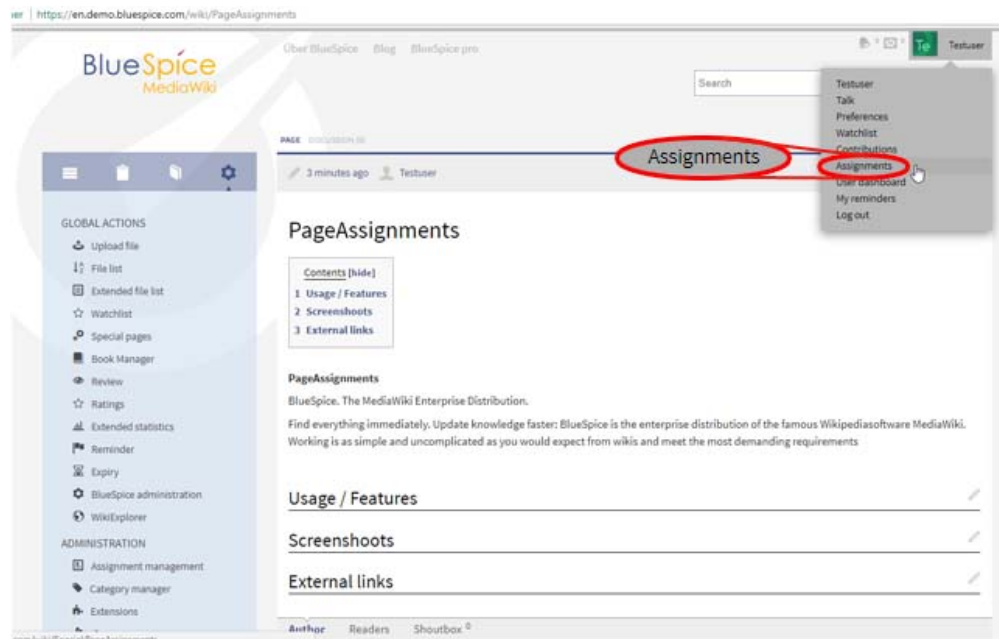 https://en.demo.bluespice.com/wiki/PageAssignments
BlueSpice
MediaWiki
Über BlueSpice Blog BlueSpice pro
Te Testuser
Search
Testuser
Talk
Preferences
Watchlist
Contributions
Assignments
Assignments
User dashboard
My reminders
Log out
PAGE DISCUSSION (0)
3 minutes ago Testuser
GLOBAL ACTIONS
Upload file
File list
Extended file list
Watchlist
Special pages
Book Manager
Review
Ratings
Extended statistics
Reminder
Expiry
BlueSpice administration
WikiExplorer
ADMINISTRATION
Assignment management
Category manager
Extensions
PageAssignments
Contents [hide]
1 Usage / Features
2 Screenshoots
3 External links
PageAssignments
BlueSpice. The MediaWiki Enterprise Distribution.
Find everything immediately. Update knowledge faster: BlueSpice is the enterprise distribution of the famous Wikipediasoftware MediaWiki.
Working is as simple and uncomplicated as you would expect from wikis and meet the most demanding requirements
Usage / Features
Screenshoots
External links
Author Readers Shoutbox 0